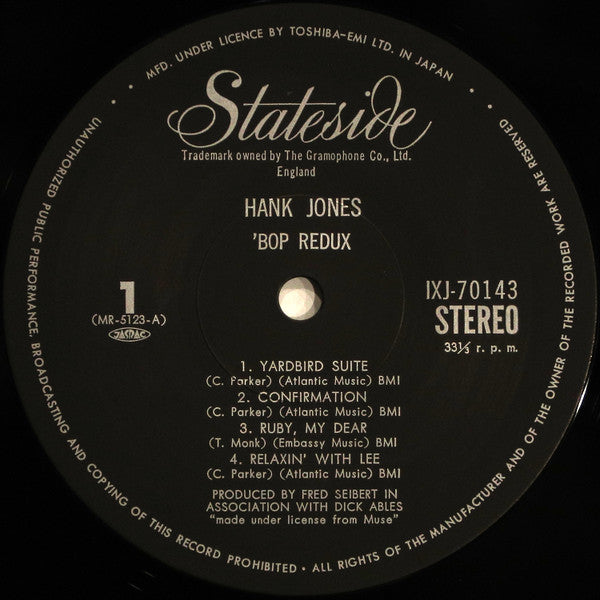 MFD. UNDER LICENCE BY TOSHIBA-EMI LTD. IN JAPAN
Stateside
Trademark owned by The Gramophone Co., Ltd.
England
HANK JONES
'BOP REDUX
1
(MR-5123-A)
JASRAC
IXJ-70143
STEREO
33⅓ r. p. m.
1. YARDBIRD SUITE
(C. Parker) (Atlantic Music) BMI
2. CONFIRMATION
(C. Parker) (Atlantic Music) BMI
3. RUBY, MY DEAR
(T. Monk) (Embassy Music) BMI
4. RELAXIN' WITH LEE
(C. Parker) (Atlantic Music) BMI
PRODUCED BY FRED SEIBERT IN
ASSOCIATION WITH DICK ABLES
"made under license from Muse"
UNAUTHORIZED PUBLIC PERFORMANCE, BROADCASTING AND COPYING OF THIS RECORD PROHIBITED · ALL RIGHTS OF THE MANUFACTURER AND OF THE OWNER OF THE RECORDED WORK ARE RESERVED